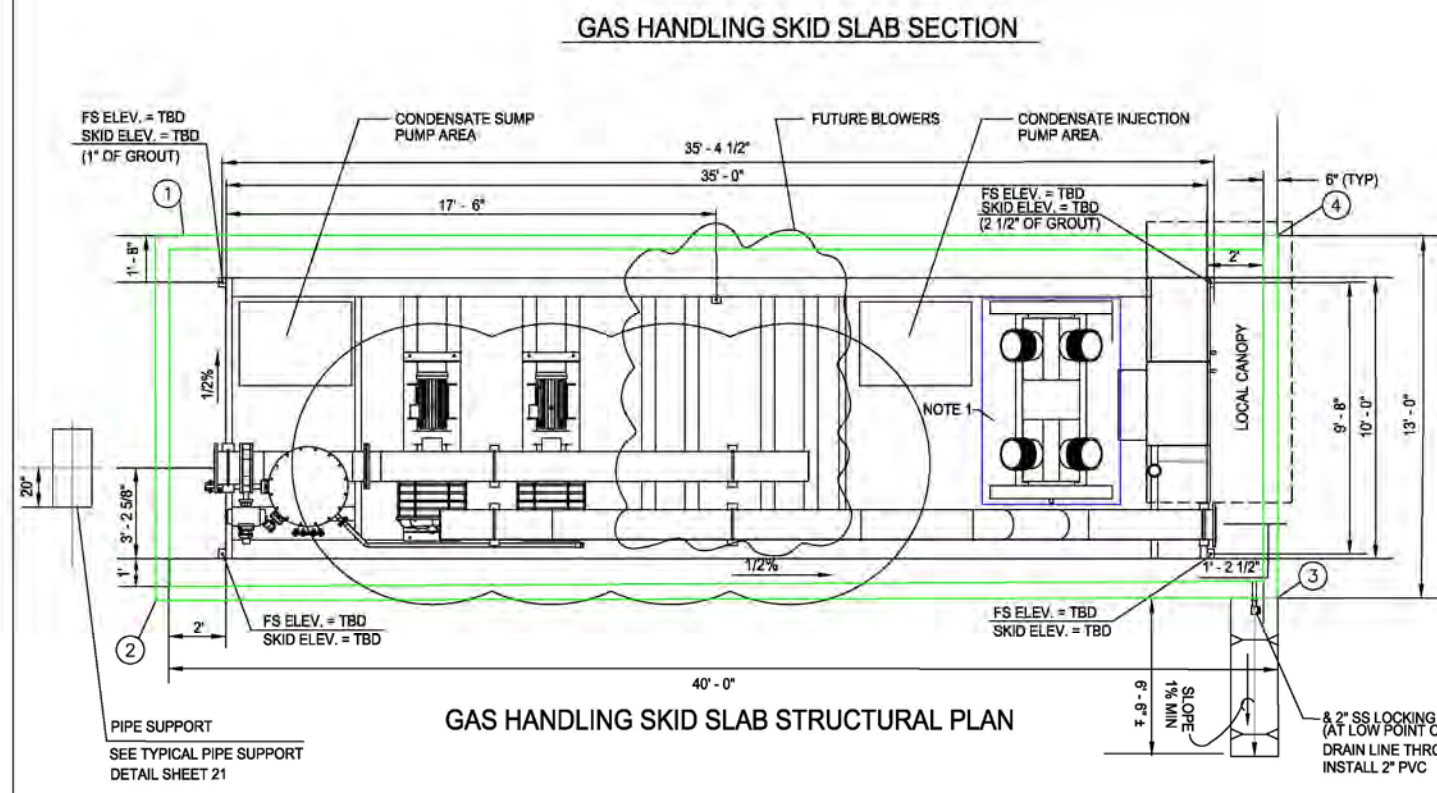 GAS HANDLING SKID SLAB SECTION
FS ELEV. = TBD
SKID ELEV. = TBD
(1" OF GROUT)
CONDENSATE SUMP
PUMP AREA
FUTURE BLOWERS
CONDENSATE INJECTION
PUMP AREA
35' - 4 1/2"
35' - 0"
17' - 6"
FS ELEV. = TBD
SKID ELEV. = TBD
(2 1/2" OF GROUT)
6" (TYP)
1
4
1' - 8"
2'
1/2%
NOTE 1
LOCAL CANOPY
9' - 8"
10' - 0"
13' - 0"
20"
3' - 2 5/8"
1'
1/2%
1' - 2 1/2"
3
2
2'
FS ELEV. = TBD
SKID ELEV. = TBD
FS ELEV. = TBD
SKID ELEV. = TBD
40' - 0"
6' - 6" ±
SLOPE
1% MIN
GAS HANDLING SKID SLAB STRUCTURAL PLAN
PIPE SUPPORT
SEE TYPICAL PIPE SUPPORT
DETAIL SHEET 21
& 2" SS LOCKING
(AT LOW POINT
DRAIN LINE
INSTALL 2" PVC